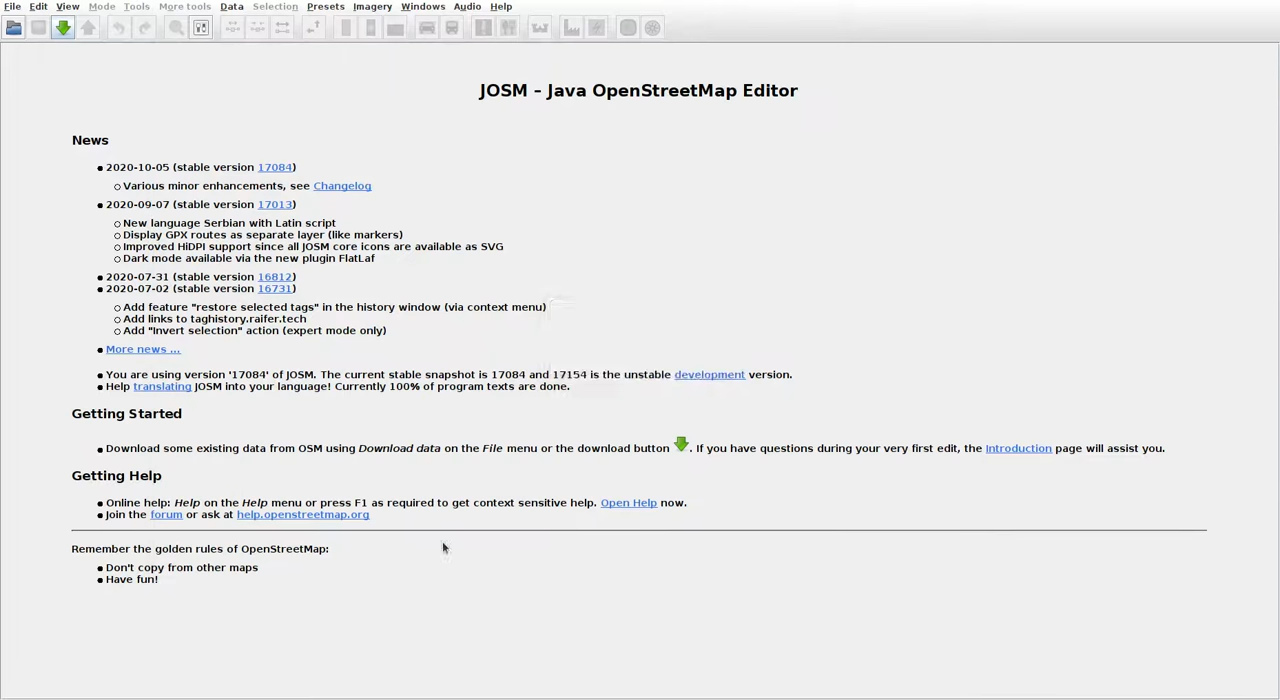 File Edit View Mode Tools More tools Data Selection Presets Imagery Windows Audio Help
JOSM – Java OpenStreetMap Editor
News
2020-10-05 (stable version 17084)
Various minor enhancements, see Changelog
2020-09-07 (stable version 17013)
New language Serbian with Latin script
Display GPX routes as separate layer (like markers)
Improved HiDPI support since all JOSM core icons are available as SVG
Dark mode available via the new plugin FlatLaf
2020-07-31 (stable version 16812)
2020-07-02 (stable version 16731)
Add feature "restore selected tags" in the history window (via context menu)
Add links to taghistory.raifer.tech
Add "Invert selection" action (expert mode only)
More news ...
You are using version '17084' of JOSM. The current stable snapshot is 17084 and 17154 is the unstable development version.
Help translating JOSM into your language! Currently 100% of program texts are done.
Getting Started
Download some existing data from OSM using Download data on the File menu or the download button . If you have questions during your very first edit, the Introduction page will assist you.
Getting Help
Online help: Help on the Help menu or press F1 as required to get context sensitive help. Open Help now.
Join the forum or ask at help.openstreetmap.org
Remember the golden rules of OpenStreetMap:
Don't copy from other maps
Have fun!